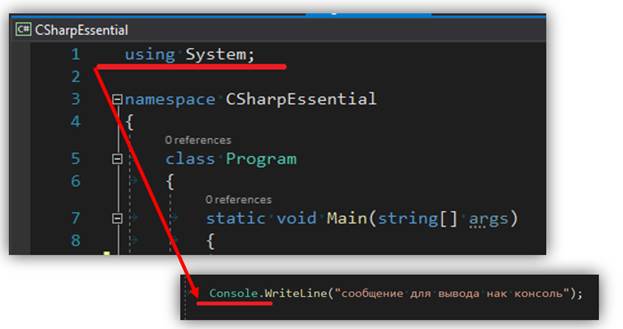 C# CSharpEssential
1 using System;
2
3 namespace CSharpEssential
4 {
0 references
5 class Program
6 {
0 references
7 static void Main(string[] args)
8 {
Console.WriteLine("сообщение для вывода нак консоль");